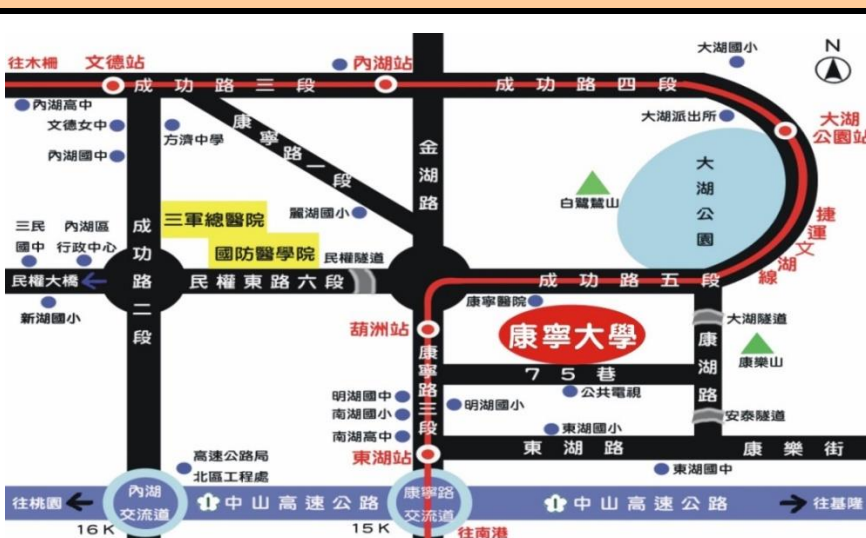 往木柵
文德站
內湖站
大湖國小
N
成功路三段
成功路四段
內湖高中
文德女中
方濟中學
康寧路一段
大湖派出所
大湖
公園站
內湖國中
金湖路
大湖公園
白鷺鷥山
三軍總醫院
麗湖國小
三民
國中
內湖區
行政中心
成功路二段
國防醫學院
民權隧道
捷運文湖線
民權大橋
民權東路六段
成功路五段
新湖國小
康寧醫院
葫洲站
康寧大學
大湖隧道
康湖路
康樂山
75巷
康寧路三段
明湖國中
公共電視
明湖國小
南湖國小
安泰隧道
南湖高中
東湖國小
東湖站
東湖路
康樂街
高速公路局
北區工程處
東湖國中
往桃園
內湖
交流道
1
中山高速公路
康寧路
交流道
1
中山高速公路
往基隆
16K
15K
往南港